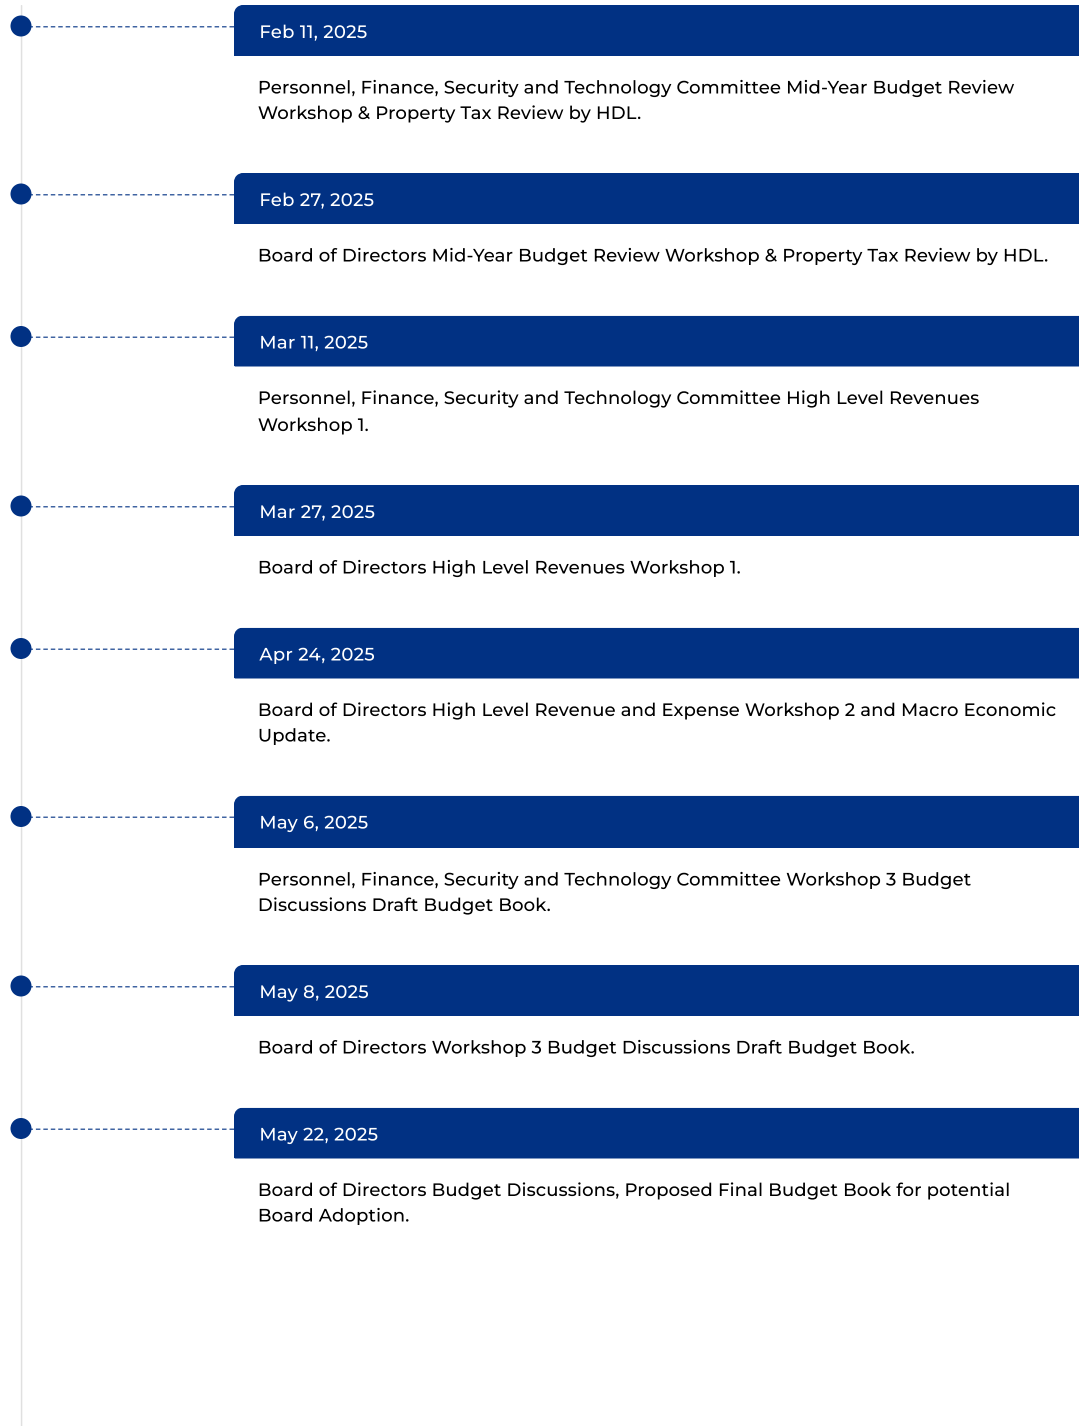 Feb 11, 2025
Personnel, Finance, Security and Technology Committee Mid-Year Budget Review
Workshop & Property Tax Review by HDL.
Feb 27, 2025
Board of Directors Mid-Year Budget Review Workshop & Property Tax Review by HDL.
Mar 11, 2025
Personnel, Finance, Security and Technology Committee High Level Revenues
Workshop 1.
Mar 27, 2025
Board of Directors High Level Revenues Workshop 1.
Apr 24, 2025
Board of Directors High Level Revenue and Expense Workshop 2 and Macro Economic
Update.
May 6, 2025
Personnel, Finance, Security and Technology Committee Workshop 3 Budget
Discussions Draft Budget Book.
May 8, 2025
Board of Directors Workshop 3 Budget Discussions Draft Budget Book.
May 22, 2025
Board of Directors Budget Discussions, Proposed Final Budget Book for potential
Board Adoption.